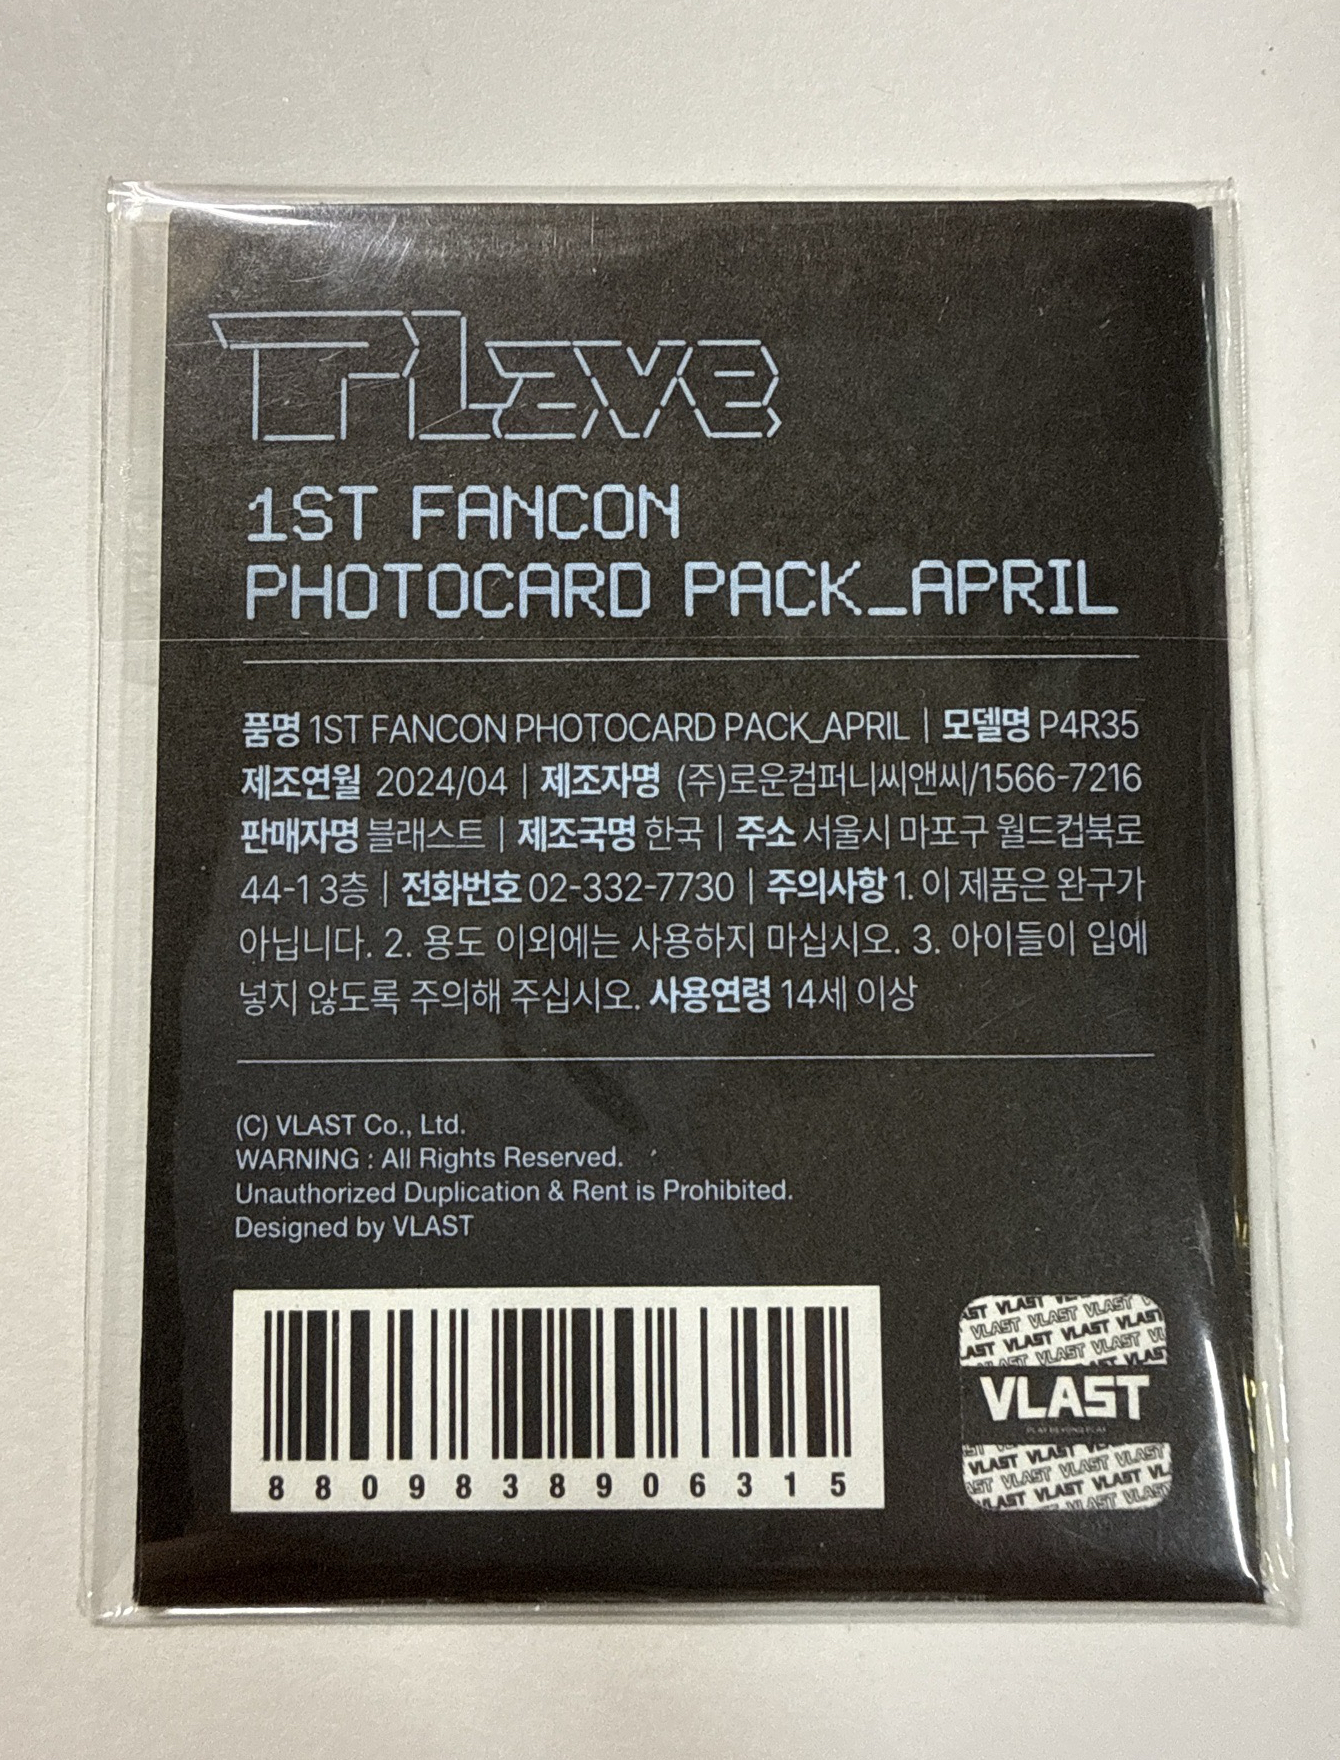 PLave
1ST FANCON
PHOTOCARD PACK_APRIL
품명 1ST FANCON PHOTOCARD PACK_APRIL | 모델명 P4R35
제조연월 2024/04 | 제조자명 (주)로운컴퍼니씨앤씨/1566-7216
판매자명 블래스트 | 제조국명 한국 | 주소 서울시 마포구 월드컵북로
44-1 3층 | 전화번호 02-332-7730 | 주의사항 1. 이 제품은 완구가
아닙니다. 2. 용도 이외에는 사용하지 마십시오. 3. 아이들이 입에
넣지 않도록 주의해 주십시오. 사용연령 14세 이상
(C) VLAST Co., Ltd.
WARNING : All Rights Reserved.
Unauthorized Duplication & Rent is Prohibited.
Designed by VLAST
8809838906315
VLAST